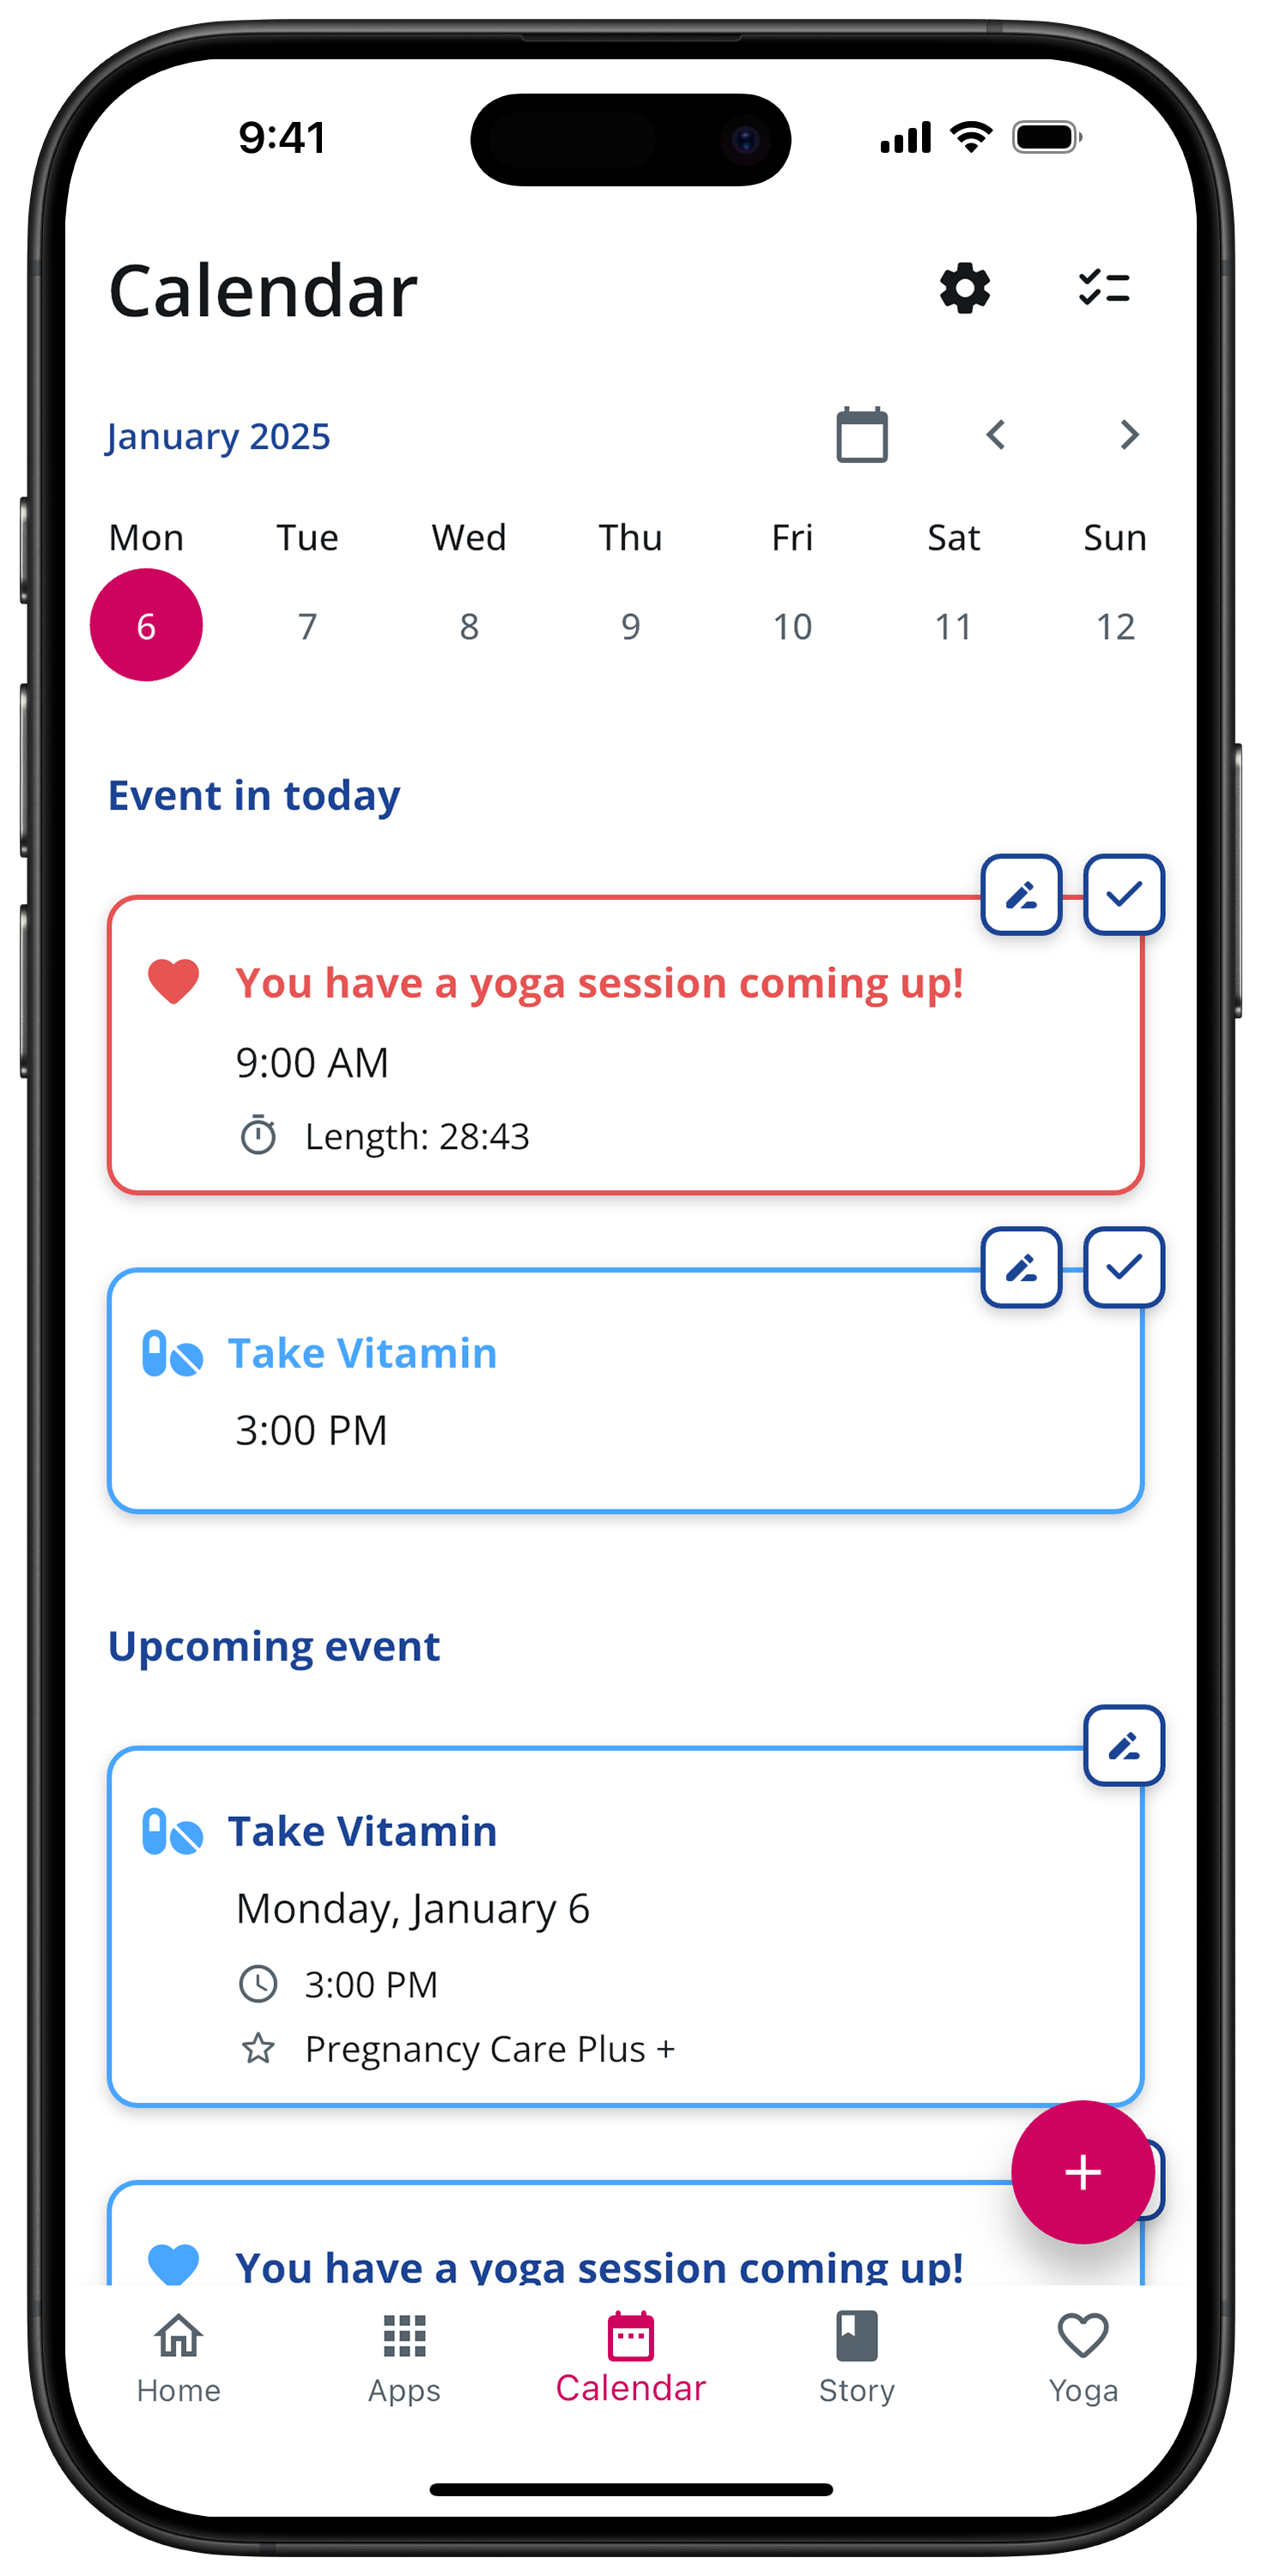 9:41
Calendar
January 2025
Mon Tue Wed Thu Fri Sat Sun
6 7 8 9 10 11 12
Event in today
You have a yoga session coming up!
9:00 AM
Length: 28:43
Take Vitamin
3:00 PM
Upcoming event
Take Vitamin
Monday, January 6
3:00 PM
Pregnancy Care Plus +
You have a yoga session coming up!
Home Apps Calendar Story Yoga